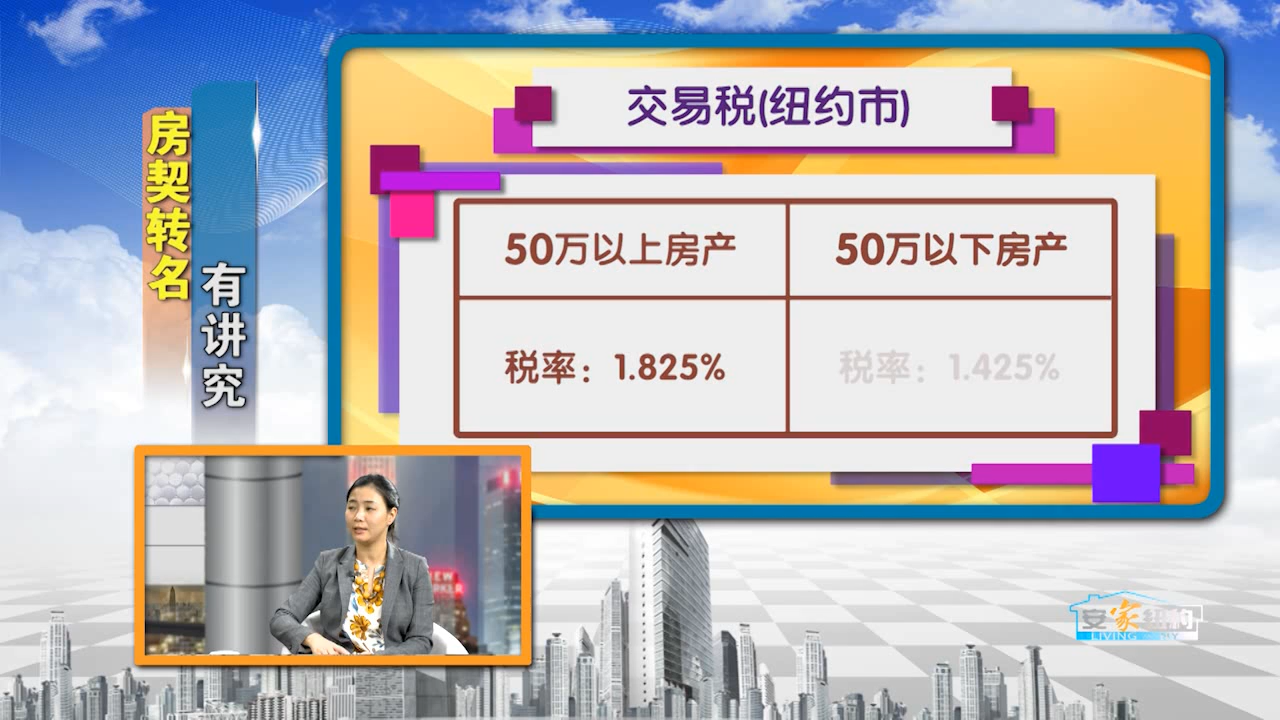 房契转名
有讲究
交易税(纽约市)
50万以上房产
50万以下房产
税率：1.825%
税率：1.425%
安家纽约
LIVING